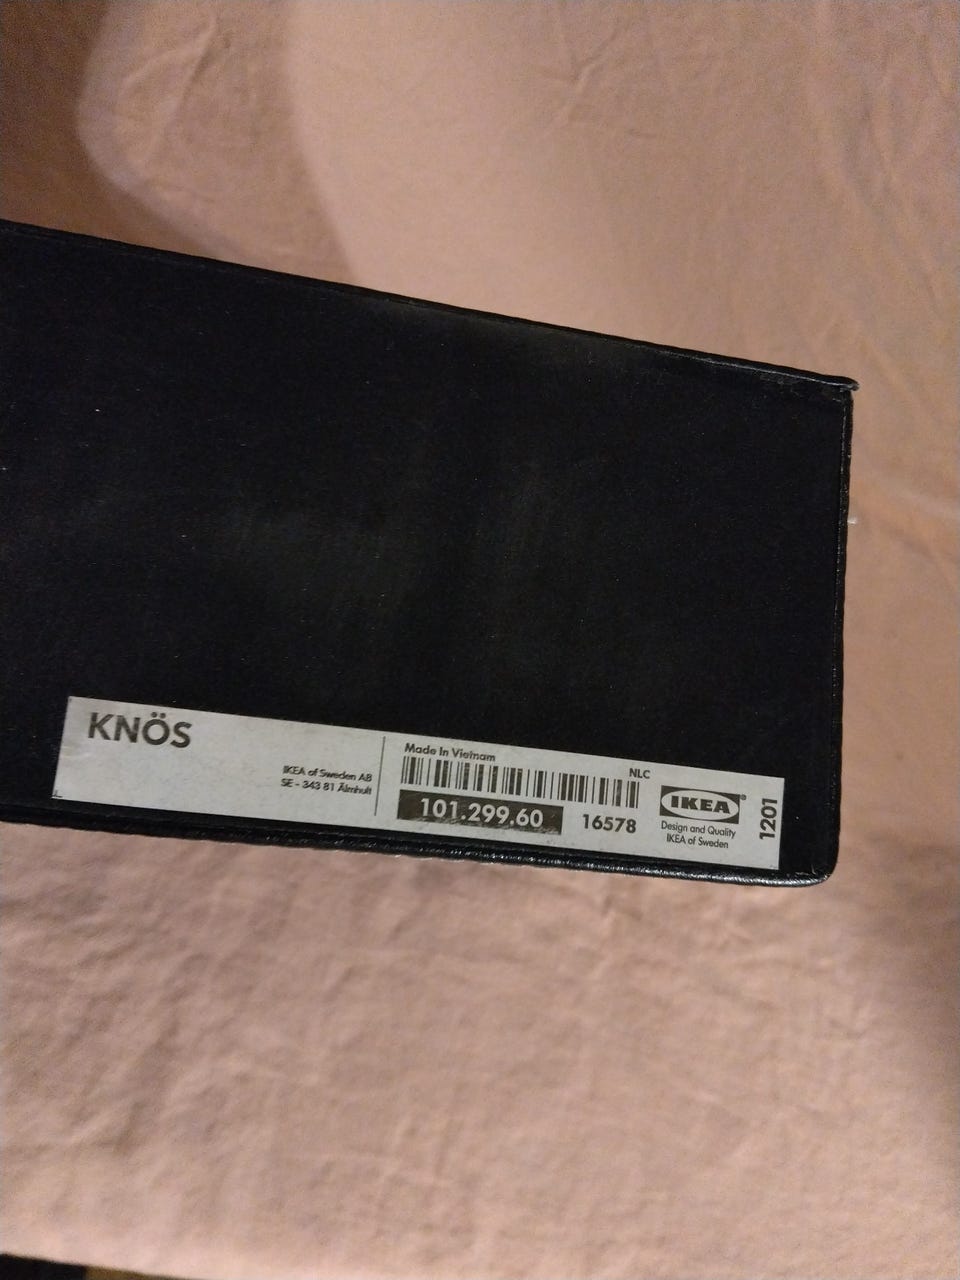 KNÖS
IKEA of Sweden AB
SE - 343 81 Älmhult
Made In Vietnam
NLC
101.299.60
16578
IKEA®
Design and Quality
IKEA of Sweden
1201